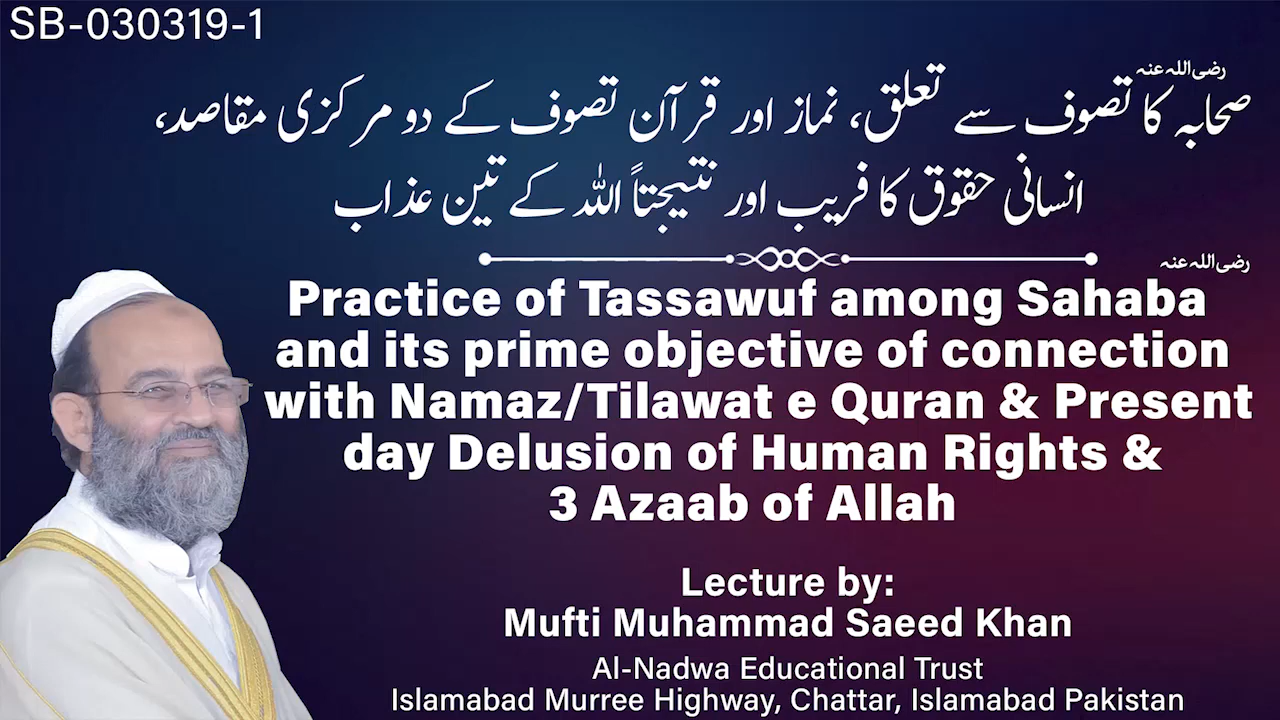 SB-030319-1
رضی اللہ عنہ
صحابہ کا تصوف سے تعلق، نماز اور قرآن تصوف کے دو مرکزی مقاصد،
انسانی حقوق کا فریب اور نتیجتاً اللہ کے تین عذاب
رضی اللہ عنہ
Practice of Tassawuf among Sahaba
and its prime objective of connection
with Namaz/Tilawat e Quran & Present
day Delusion of Human Rights &
3 Azaab of Allah
Lecture by:
Mufti Muhammad Saeed Khan
Al-Nadwa Educational Trust
Islamabad Murree Highway, Chattar, Islamabad Pakistan